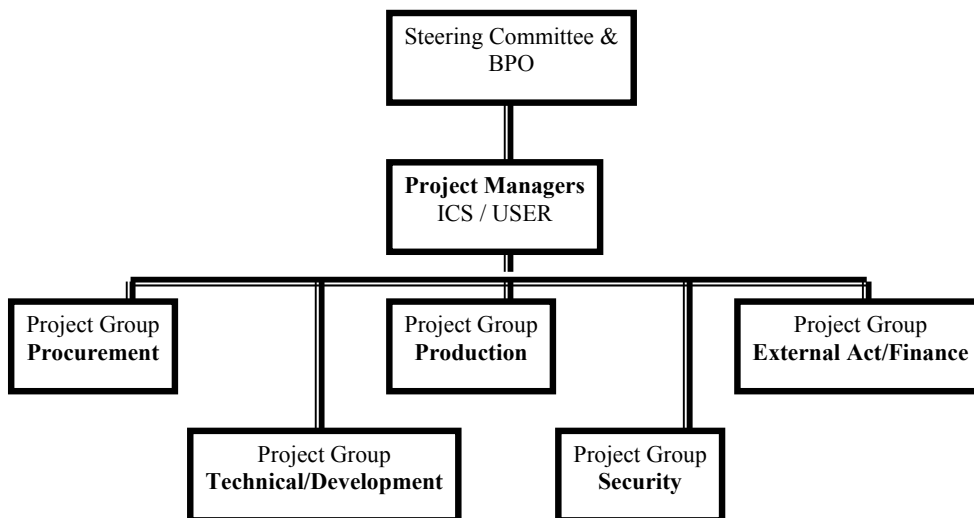 Steering Committee &
BPO
Project Managers
ICS / USER
Project Group
Procurement
Project Group
Production
Project Group
External Act/Finance
Project Group
Technical/Development
Project Group
Security